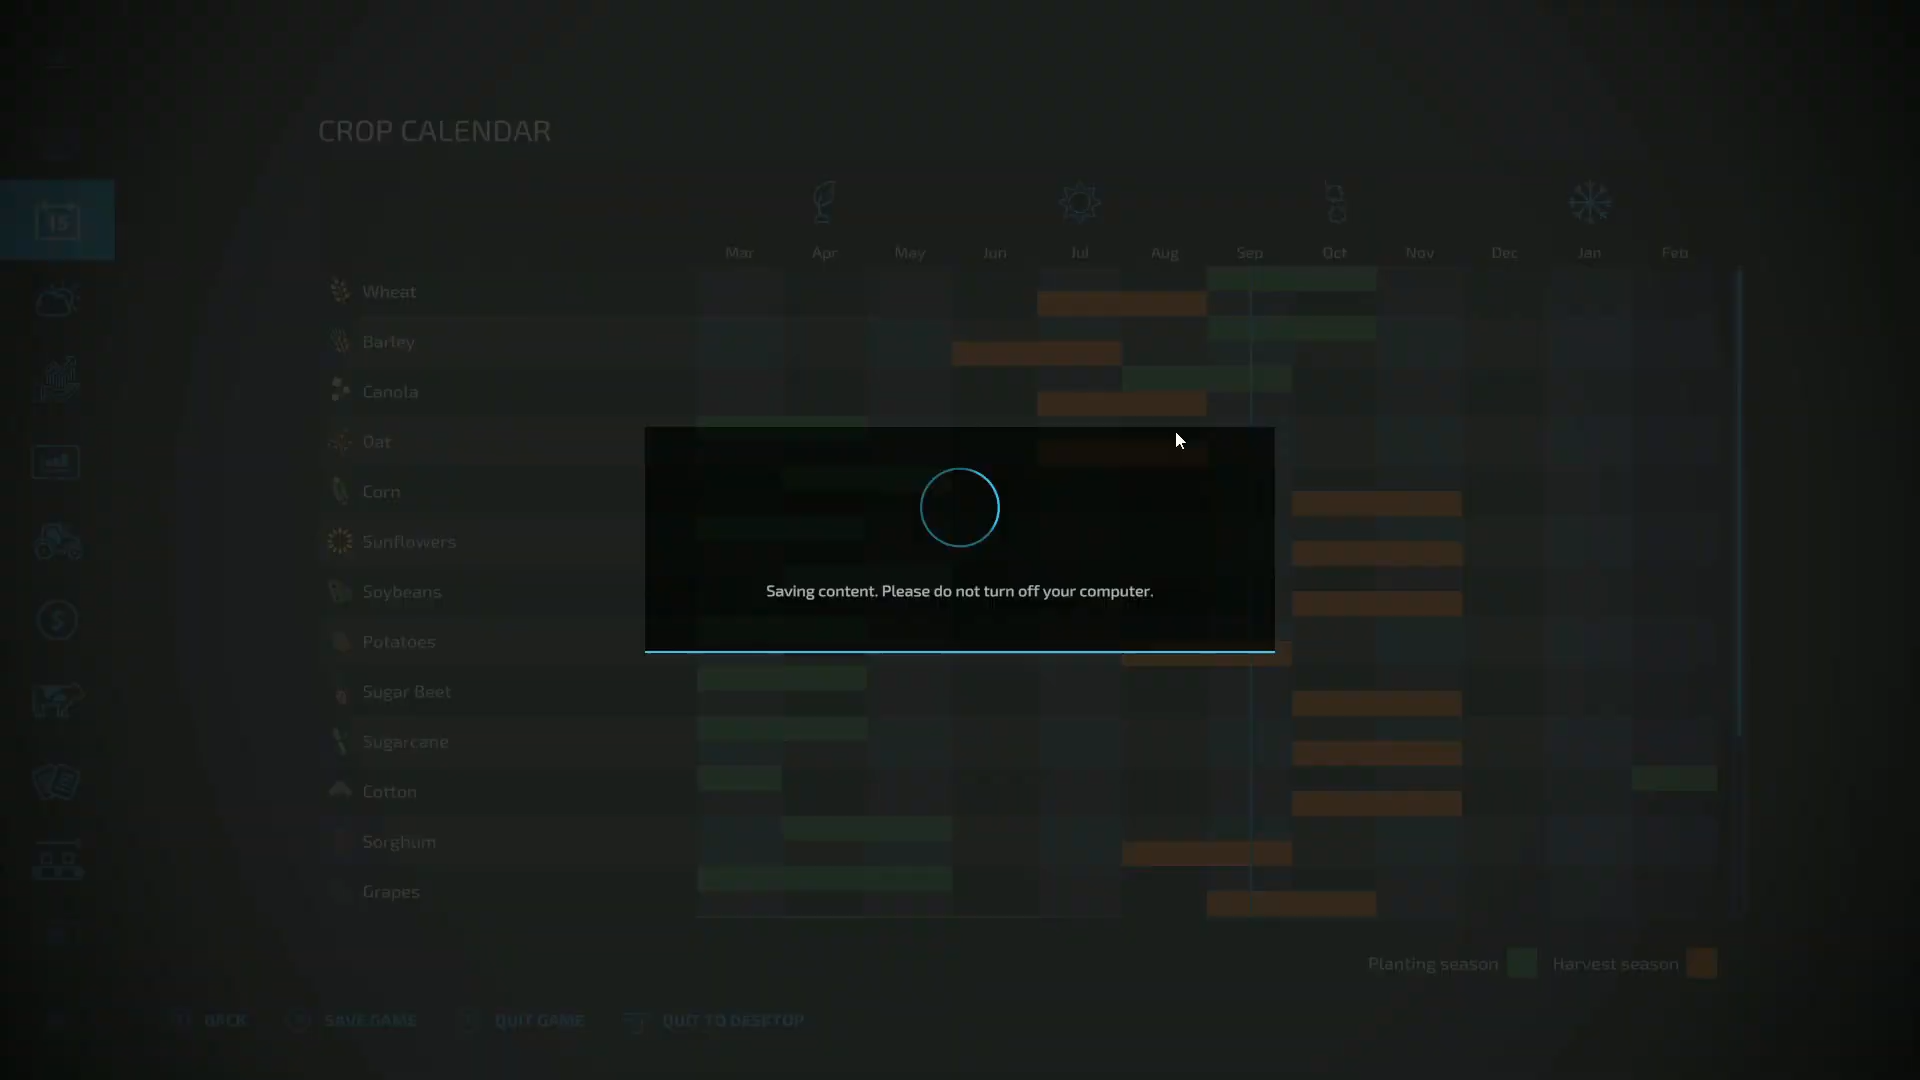 CROP CALENDAR
15
Mar Apr May Jun Jul Aug Sep Oct Nov Dec Jan Feb
Wheat
Barley
Canola
Oat
Corn
Sunflowers
Soybeans
Saving content. Please do not turn off your computer.
Potatoes
Sugar Beet
Sugarcane
Cotton
Sorghum
Grapes
Planting season Harvest season
BACK SAVE GAME QUIT GAME QUIT TO DESKTOP